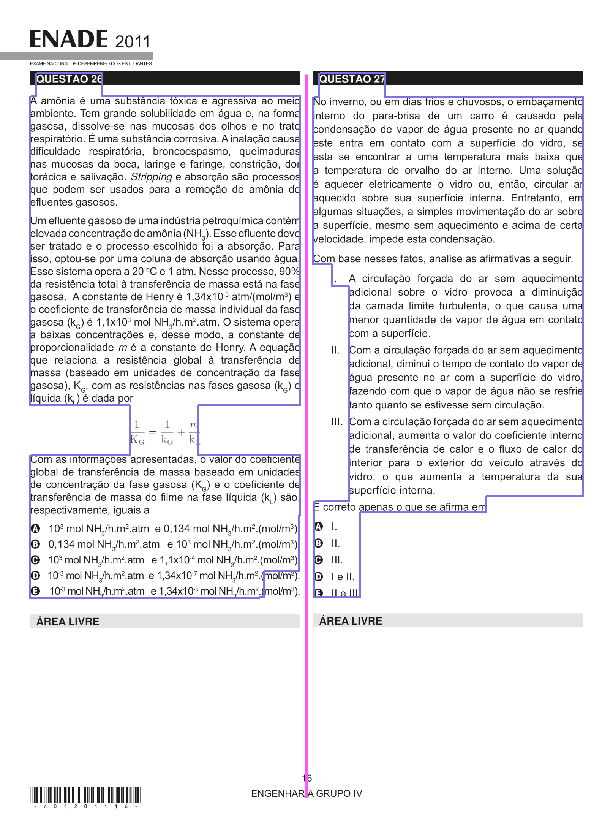 ENADE 2011
EXAME NACIONAL DE DESEMPENHO DOS ESTUDANTES
QUESTÃO 26
A amônia é uma substância tóxica e agressiva ao meio
ambiente. Tem grande solubilidade em água e, na forma
gasosa, dissolve-se nas mucosas dos olhos e no trato
respiratório. É uma substância corrosiva. A inalação causa
dificuldade respiratória, broncoespasmo, queimaduras
nas mucosas da boca, laringe e faringe, constrição, dor
torácica e salivação. Stripping e absorção são processos
que podem ser usados para a remoção de amônia de
efluentes gasosos.
Um efluente gasoso de uma indústria petroquímica contém
elevada concentração de amônia (NH₃). Esse efluente deve
ser tratado e o processo escolhido foi a absorção. Para
isso, optou-se por uma coluna de absorção usando água.
Esse sistema opera a 20 ºC e 1 atm. Nesse processo, 90%
da resistência total à transferência de massa está na fase
gasosa. A constante de Henry é 1,34x10⁻⁵ atm/(mol/m³) e
o coeficiente de transferência de massa individual da fase
gasosa (k_G) é 1,1x10³ mol NH₃/h.m².atm. O sistema opera
a baixas concentrações e, desse modo, a constante de
proporcionalidade m é a constante de Henry. A equação
que relaciona a resistência global à transferência de
massa (baseado em unidades de concentração da fase
gasosa), K_G, com as resistências nas fases gasosa (k_G) e
líquida (k_L) é dada por
1/K_G = 1/k_G + m/k_L
Com as informações apresentadas, o valor do coeficiente
global de transferência de massa baseado em unidades
de concentração da fase gasosa (K_G) e o coeficiente de
transferência de massa do filme na fase líquida (k_L) são,
respectivamente, iguais a
A 10³ mol NH₃/h.m².atm e 0,134 mol NH₃/h.m².(mol/m³).
B 0,134 mol NH₃/h.m².atm e 10³ mol NH₃/h.m².(mol/m³).
C 10³ mol NH₃/h.m².atm e 1,1x10⁻⁴ mol NH₃/h.m².(mol/m³).
D 10⁻³ mol NH₃/h.m².atm e 1,34x10⁻⁷ mol NH₃/h.m².(mol/m³).
E 10⁻³ mol NH₃/h.m².atm e 1,34x10⁻⁵ mol NH₃/h.m².(mol/m³).
ÁREA LIVRE
QUESTÃO 27
No inverno, ou em dias frios e chuvosos, o embaçamento
interno do para-brisa de um carro é causado pela
condensação de vapor de água presente no ar quando
este entra em contato com a superfície do vidro, se
esta se encontrar a uma temperatura mais baixa que
a temperatura de orvalho do ar interno. Uma solução
é aquecer eletricamente o vidro ou, então, circular ar
aquecido sobre sua superfície interna. Entretanto, em
algumas situações, a simples movimentação do ar sobre
a superfície, mesmo sem aquecimento e acima de certa
velocidade, impede esta condensação.
Com base nesses fatos, analise as afirmativas a seguir.
I. A circulação forçada do ar sem aquecimento
adicional sobre o vidro provoca a diminuição
da camada limite turbulenta, o que causa uma
menor quantidade de vapor de água em contato
com a superfície.
II. Com a circulação forçada do ar sem aquecimento
adicional, diminui o tempo de contato do vapor de
água presente no ar com a superfície do vidro,
fazendo com que o vapor de água não se resfrie
tanto quanto se estivesse sem circulação.
III. Com a circulação forçada do ar sem aquecimento
adicional, aumenta o valor do coeficiente interno
de transferência de calor e o fluxo de calor do
interior para o exterior do veículo através do
vidro, o que aumenta a temperatura da sua
superfície interna.
É correto apenas o que se afirma em
A I.
B II.
C III.
D I e II.
E II e III.
ÁREA LIVRE
16
ENGENHARIA GRUPO IV
*A0420111 6*